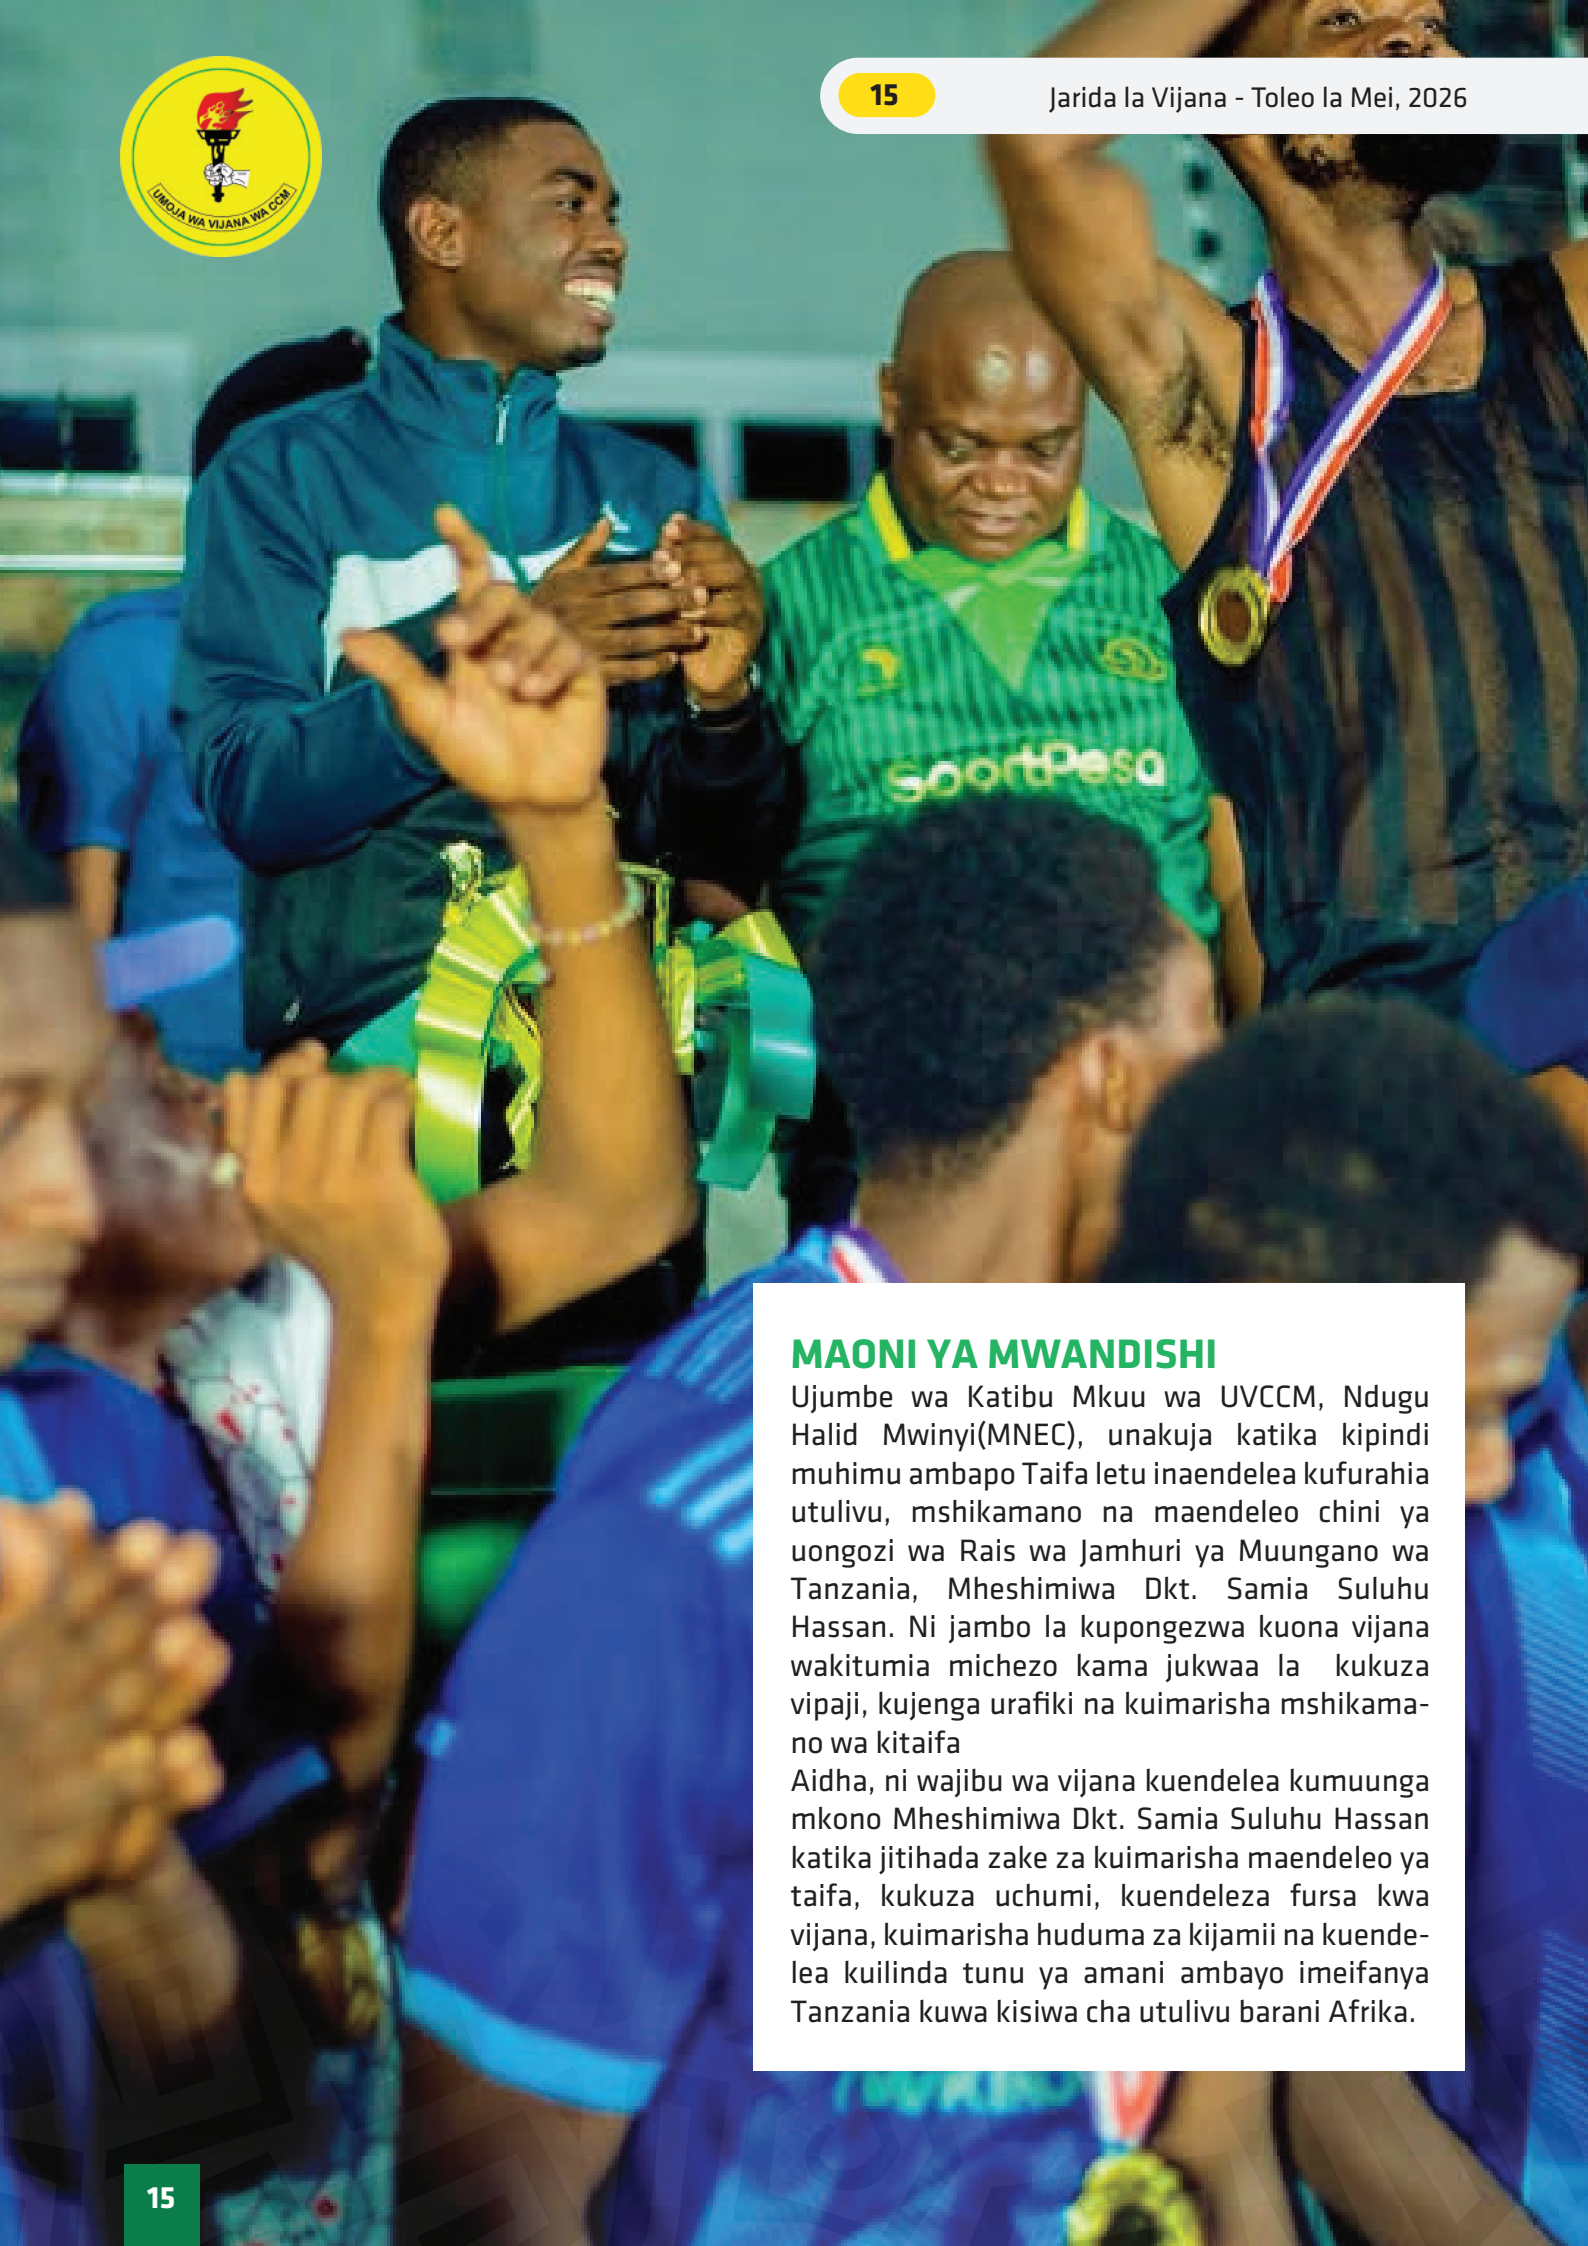 15
Jarida la Vijana - Toleo la Mei, 2026
UMOJA WA VIJANA WA CCM
SportPesa
MAONI YA MWANDISHI
Ujumbe wa Katibu Mkuu wa UVCCM, Ndugu
Halid Mwinyi(MNEC), unakuja katika kipindi
muhimu ambapo Taifa letu inaendelea kufurahia
utulivu, mshikamano na maendeleo chini ya
uongozi wa Rais wa Jamhuri ya Muungano wa
Tanzania, Mheshimiwa Dkt. Samia Suluhu
Hassan. Ni jambo la kupongezwa kuona vijana
wakitumia michezo kama jukwaa la kukuza
vipaji, kujenga urafiki na kuimarisha mshikama-
no wa kitaifa
Aidha, ni wajibu wa vijana kuendelea kumuunga
mkono Mheshimiwa Dkt. Samia Suluhu Hassan
katika jitihada zake za kuimarisha maendeleo ya
taifa, kukuza uchumi, kuendeleza fursa kwa
vijana, kuimarisha huduma za kijamii na kuende-
lea kuilinda tunu ya amani ambayo imeifanya
Tanzania kuwa kisiwa cha utulivu barani Afrika.
15